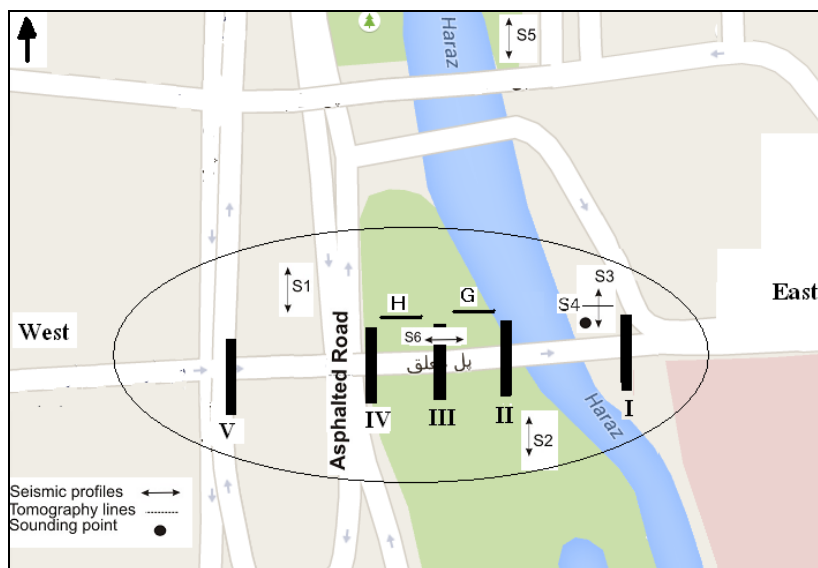 Haraz
S5
S1
S3
East
H
G
S4
West
S6
پل معلق
Asphalted Road
IV
III
II
I
V
S2
Haraz
Seismic profiles
Tomography lines
Sounding point